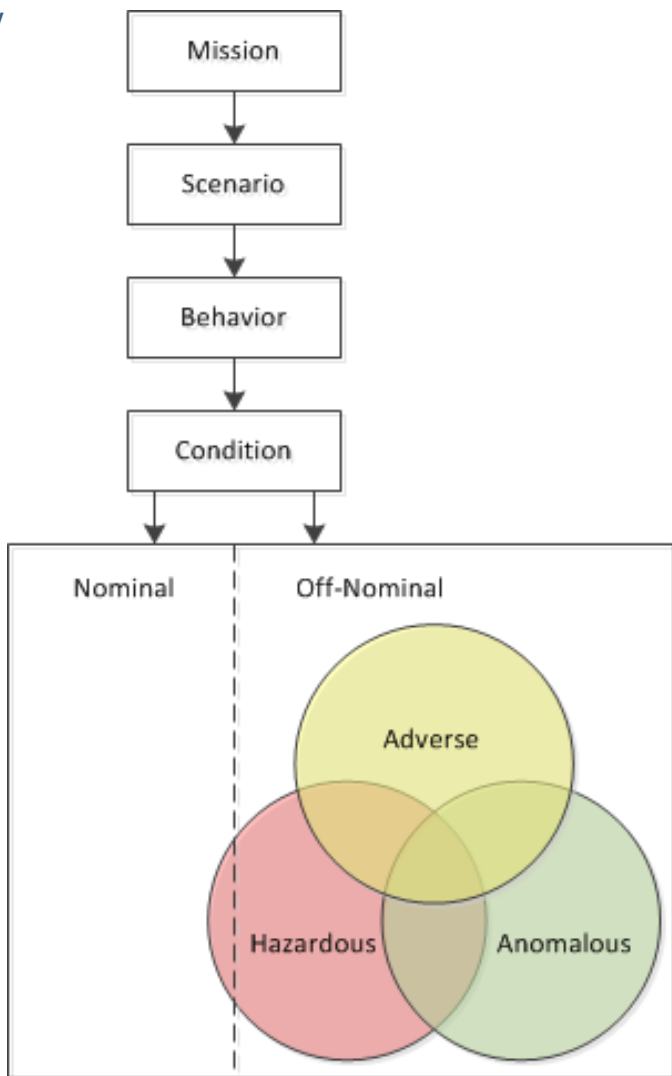 Mission
Scenario
Behavior
Condition
Nominal
Off-Nominal
Adverse
Hazardous
Anomalous